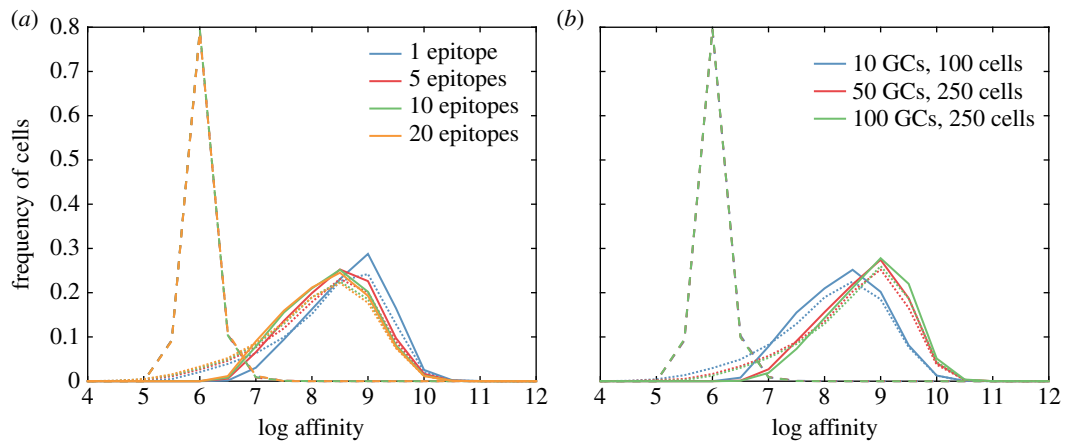 (a)
(b)
0.8
0.7
0.6
0.5
0.4
0.3
0.2
0.1
0
frequency of cells
1 epitope
5 epitopes
10 epitopes
20 epitopes
4 5 6 7 8 9 10 11 12
log affinity
10 GCs, 100 cells
50 GCs, 250 cells
100 GCs, 250 cells
4 5 6 7 8 9 10 11 12
log affinity